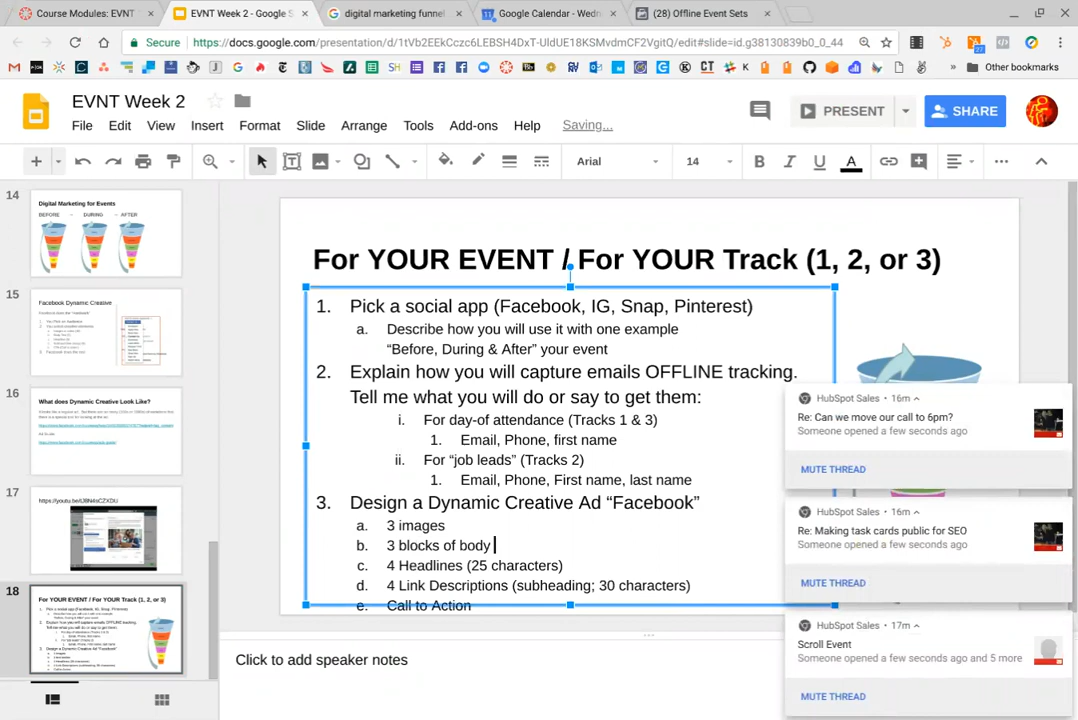 Course Modules: EVNT
EVNT Week 2 - Google S
digital marketing funnel
Google Calendar - Wedn
(28) Offline Event Sets
Secure
https://docs.google.com/presentation/d/1tVb2EEkCczc6LEBSH4DxT-UldUE18KSMvdmCF2VgitQ/edit#slide=id.g38130839b0_0_44
Other bookmarks
EVNT Week 2
File Edit View Insert Format Slide Arrange Tools Add-ons Help Saving...
PRESENT
SHARE
Arial
14
B I U A
14
Digital Marketing for Events
BEFORE - DURING - AFTER
15
Facebook Dynamic Creative
16
What does Dynamic Creative Look Like?
17
https://youtu.be/UBN4sCZXDU
18
For YOUR EVENT / For YOUR Track (1, 2, or 3)
For YOUR EVENT / For YOUR Track (1, 2, or 3)
1. Pick a social app (Facebook, IG, Snap, Pinterest)
a. Describe how you will use it with one example
“Before, During & After” your event
2. Explain how you will capture emails OFFLINE tracking.
Tell me what you will do or say to get them:
i. For day-of attendance (Tracks 1 & 3)
1. Email, Phone, first name
ii. For “job leads” (Tracks 2)
1. Email, Phone, First name, last name
3. Design a Dynamic Creative Ad “Facebook”
a. 3 images
b. 3 blocks of body
c. 4 Headlines (25 characters)
d. 4 Link Descriptions (subheading; 30 characters)
e. Call to Action
HubSpot Sales • 16m
Re: Can we move our call to 6pm?
Someone opened a few seconds ago
MUTE THREAD
HubSpot Sales • 16m
Re: Making task cards public for SEO
Someone opened a few seconds ago
MUTE THREAD
HubSpot Sales • 17m
Scroll Event
Someone opened a few seconds ago and 5 more
MUTE THREAD
Click to add speaker notes